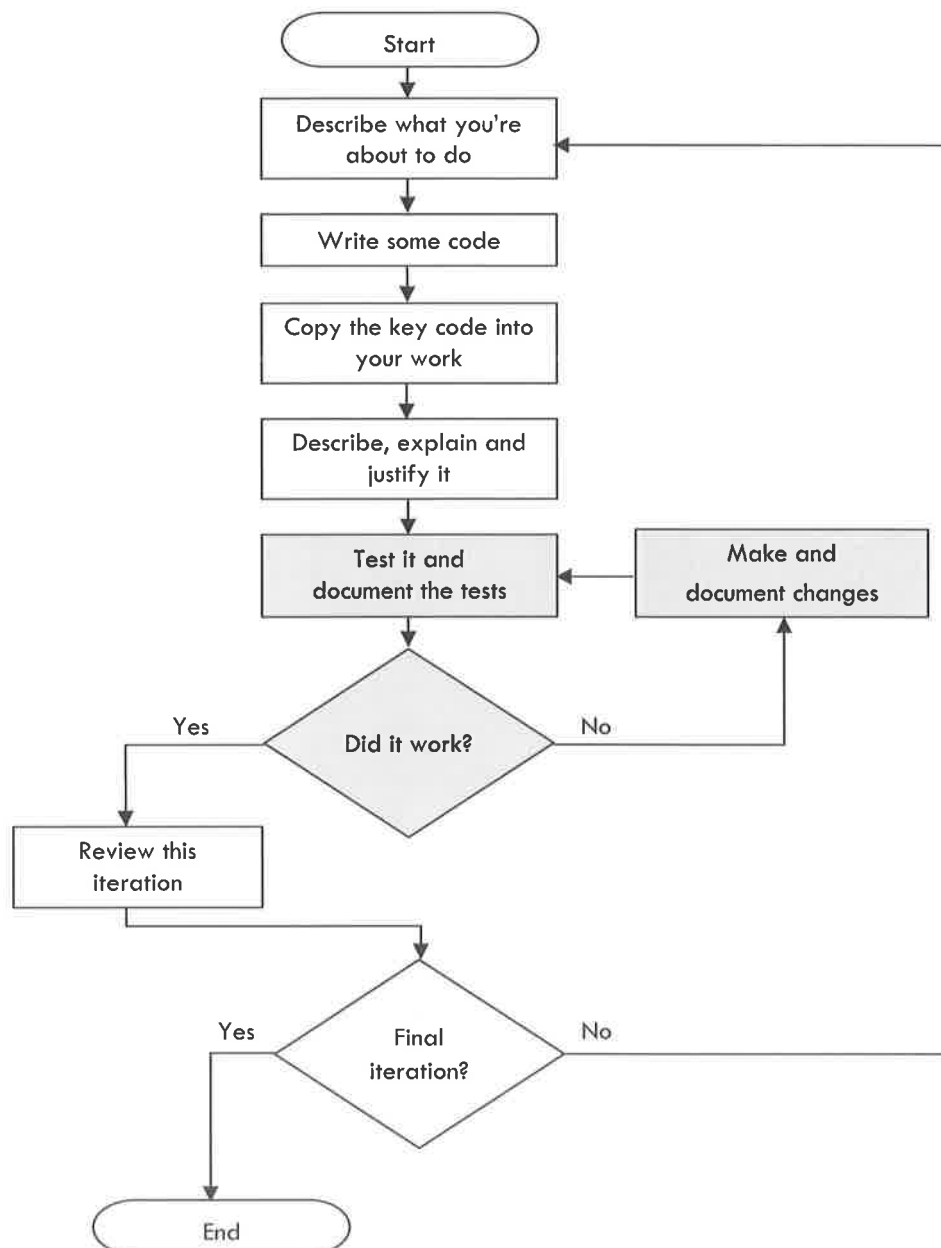 Start
Describe what you're
about to do
Write some code
Copy the key code into
your work
Describe, explain and
justify it
Test it and
document the tests
Make and
document changes
Yes
Did it work?
No
Review this
iteration
Yes
Final
iteration?
No
End